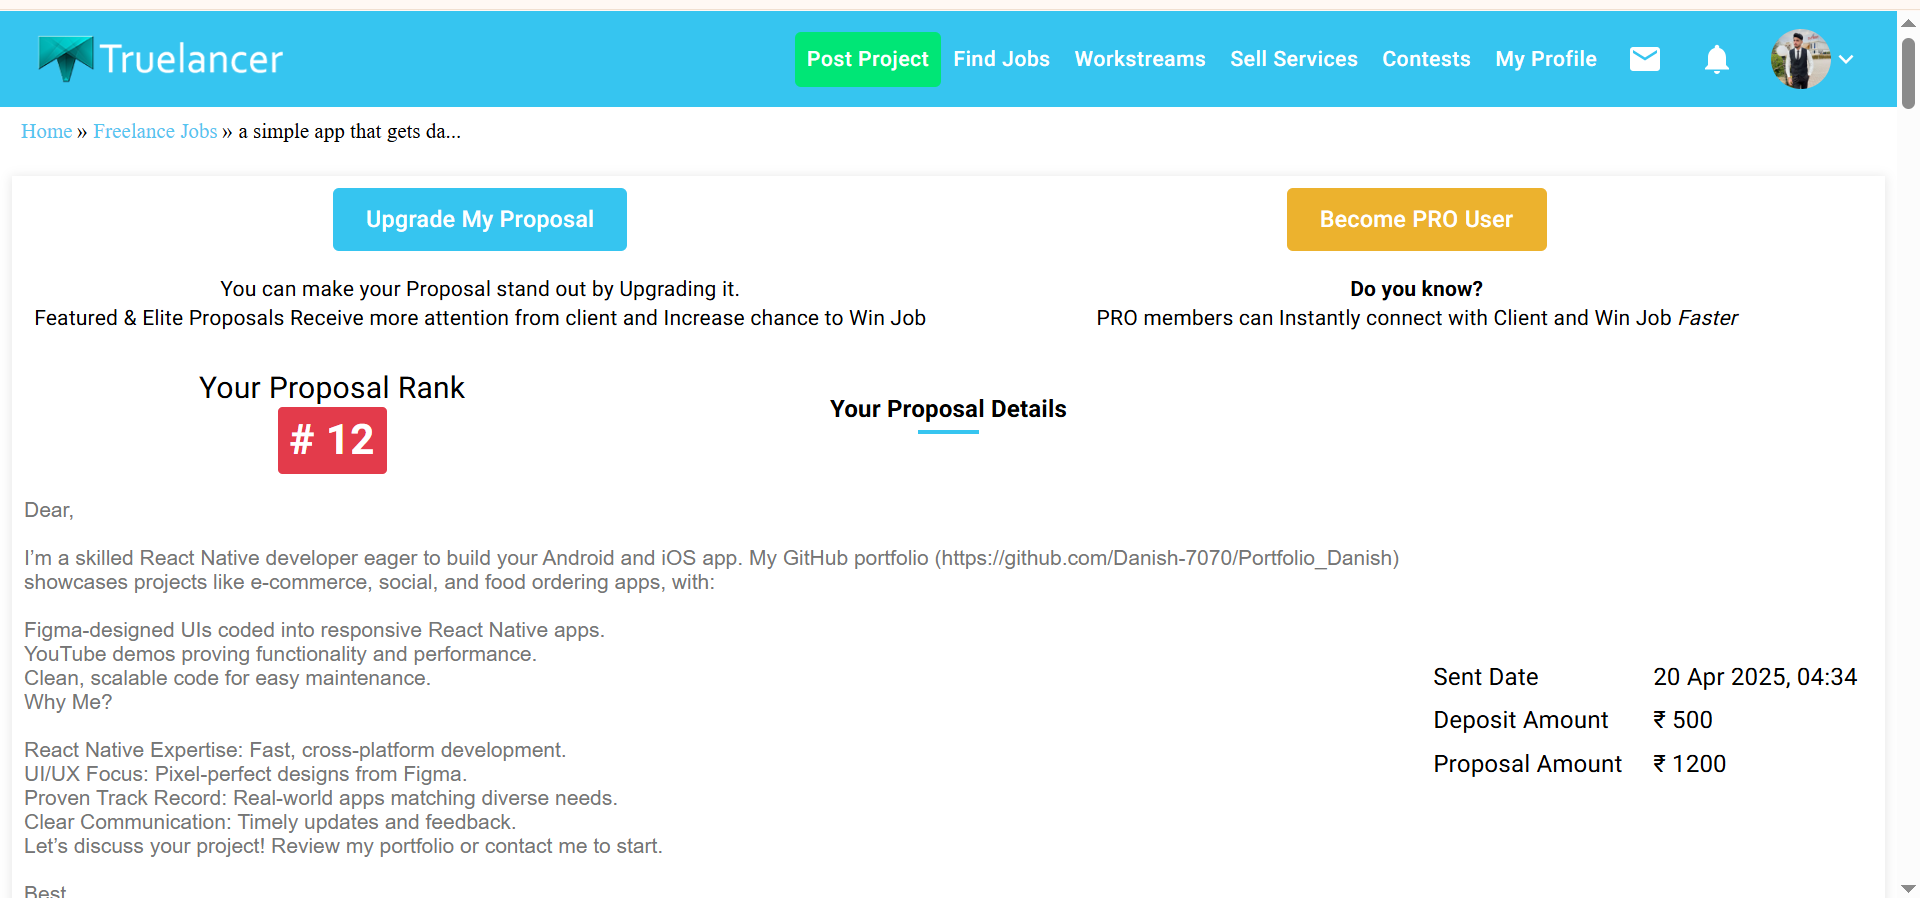 Truelancer
Post Project
Find Jobs
Workstreams
Sell Services
Contests
My Profile
Home » Freelance Jobs » a simple app that gets da...
Upgrade My Proposal
You can make your Proposal stand out by Upgrading it.
Featured & Elite Proposals Receive more attention from client and Increase chance to Win Job
Become PRO User
Do you know?
PRO members can Instantly connect with Client and Win Job Faster
Your Proposal Rank
# 12
Your Proposal Details
Dear,
I’m a skilled React Native developer eager to build your Android and iOS app. My GitHub portfolio (https://github.com/Danish-7070/Portfolio_Danish)
showcases projects like e-commerce, social, and food ordering apps, with:
Figma-designed UIs coded into responsive React Native apps.
YouTube demos proving functionality and performance.
Clean, scalable code for easy maintenance.
Why Me?
React Native Expertise: Fast, cross-platform development.
UI/UX Focus: Pixel-perfect designs from Figma.
Proven Track Record: Real-world apps matching diverse needs.
Clear Communication: Timely updates and feedback.
Let’s discuss your project! Review my portfolio or contact me to start.
Best
Sent Date 20 Apr 2025, 04:34
Deposit Amount ₹ 500
Proposal Amount ₹ 1200